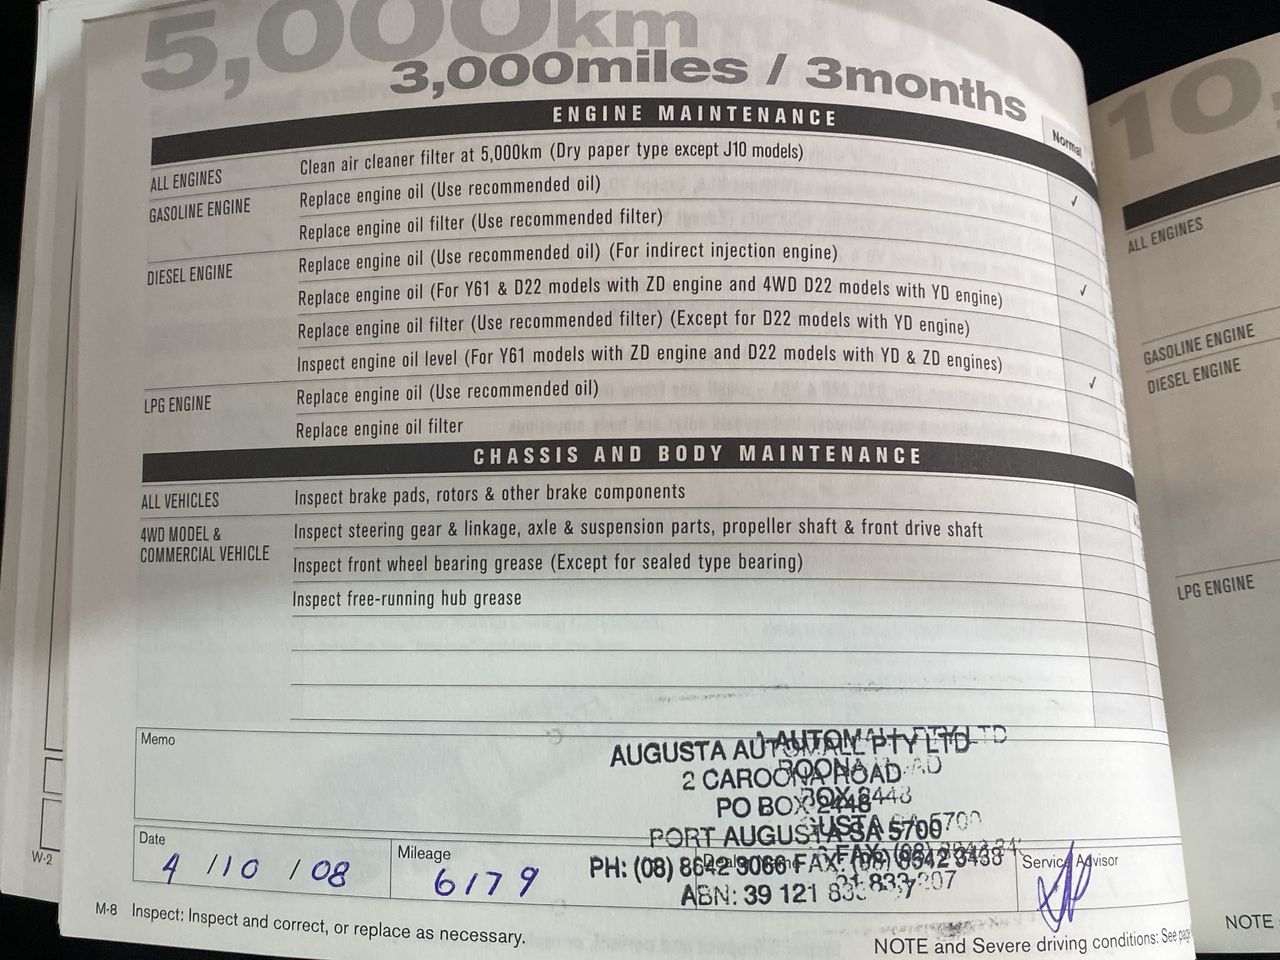 5,000km
3,000miles / 3months
ENGINE MAINTENANCE
Normal
ALL ENGINES Clean air cleaner filter at 5,000km (Dry paper type except J10 models)
GASOLINE ENGINE Replace engine oil (Use recommended oil) ✓
Replace engine oil filter (Use recommended filter)
DIESEL ENGINE Replace engine oil (Use recommended oil) (For indirect injection engine)
Replace engine oil (For Y61 & D22 models with ZD engine and 4WD D22 models with YD engine) ✓
Replace engine oil filter (Use recommended filter) (Except for D22 models with YD engine)
Inspect engine oil level (For Y61 models with ZD engine and D22 models with YD & ZD engines)
LPG ENGINE Replace engine oil (Use recommended oil) ✓
Replace engine oil filter
CHASSIS AND BODY MAINTENANCE
ALL VEHICLES Inspect brake pads, rotors & other brake components
4WD MODEL & COMMERCIAL VEHICLE Inspect steering gear & linkage, axle & suspension parts, propeller shaft & front drive shaft
Inspect front wheel bearing grease (Except for sealed type bearing)
Inspect free-running hub grease
Memo
AUGUSTA AUTOMALL PTY LTD
2 CAROONA ROAD
PO BOX 2448
PORT AUGUSTA SA 5700
PH: (08) 8642 9066 FAX: (08) 8642 3438
ABN: 39 121 83
Date
4 / 10 / 08
Mileage
6179
Service Advisor
M-8 Inspect: Inspect and correct, or replace as necessary.
NOTE and Severe driving conditions: See page
W-2
10,
ALL ENGINES
GASOLINE ENGINE
DIESEL ENGINE
LPG ENGINE
NOTE